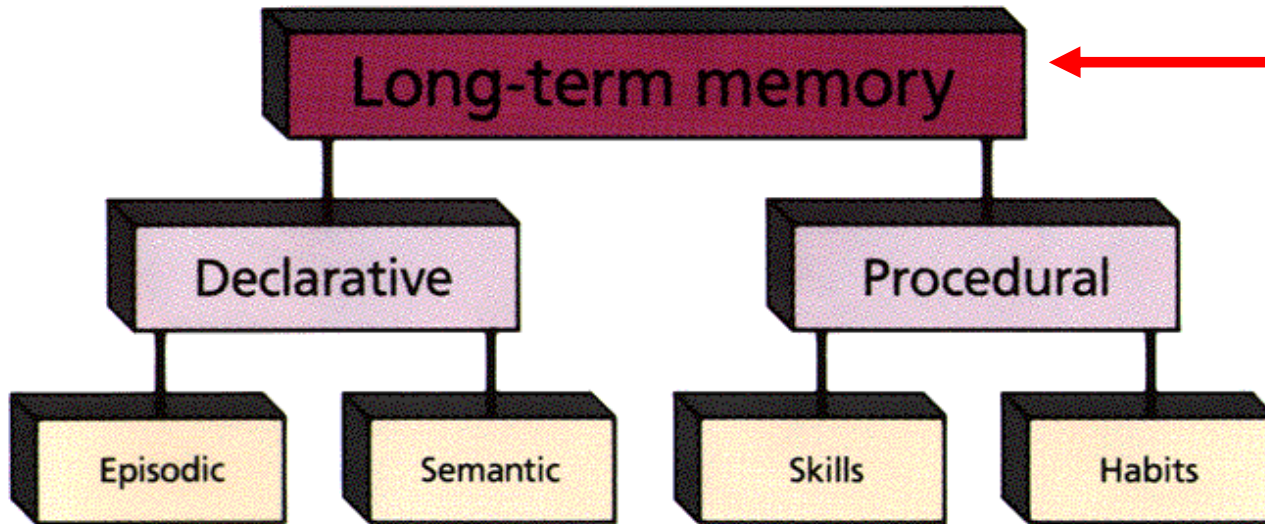 Long-term memory
Declarative
Procedural
Episodic
Semantic
Skills
Habits